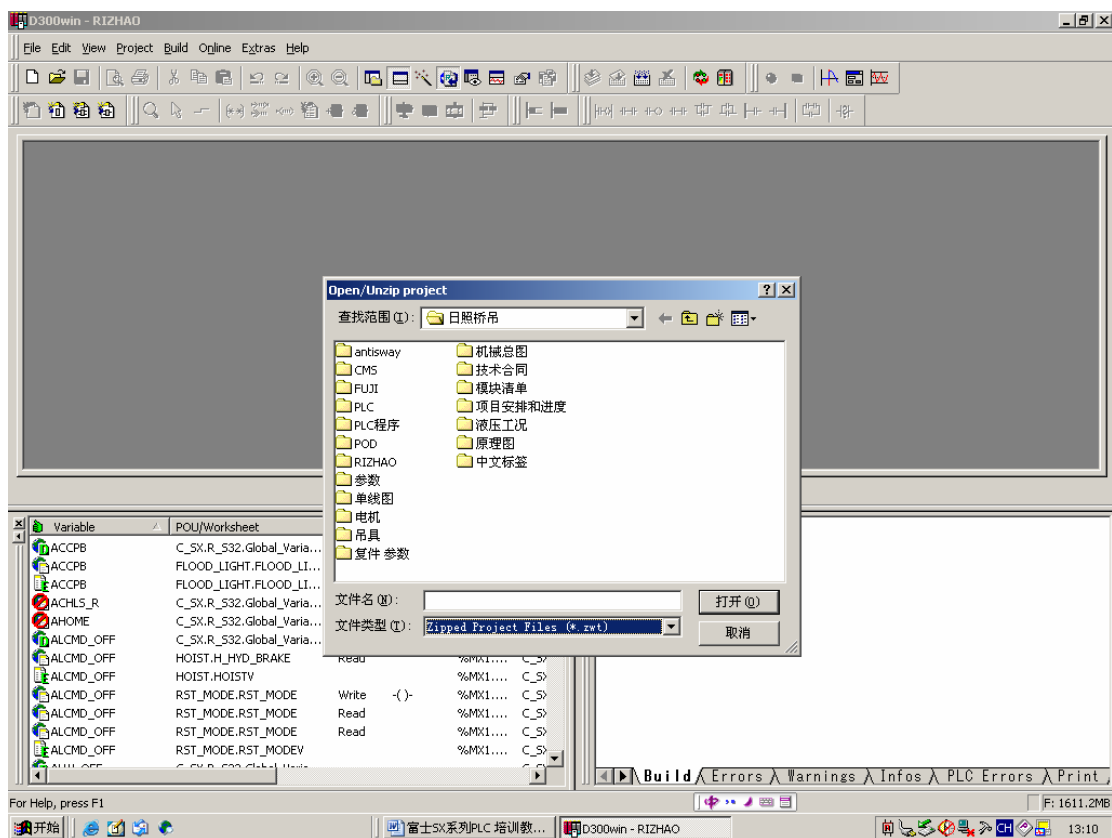 D300win - RIZHAO
File Edit View Project Build Online Extras Help
Open/Unzip project
查找范围(I): 日照桥吊
antisway 机械总图
CMS 技术合同
FUJI 模块清单
PLC 项目安排和进度
PLC程序 液压工况
POD 原理图
RIZHAO 中文标签
参数
单线图
电机
吊具
复件 参数
文件名(N): 打开(O)
文件类型(T): Zipped Project Files (*.zwt) 取消
Variable POU/Worksheet
ACCPB C_SX.R_S32.Global_Varia...
ACCPB FLOOD_LIGHT.FLOOD_LI...
ACCPB FLOOD_LIGHT.FLOOD_LI...
ACHLS_R C_SX.R_S32.Global_Varia...
AHOME C_SX.R_S32.Global_Varia...
ALCMD_OFF C_SX.R_S32.Global_Varia...
ALCMD_OFF HOIST.H_HYD_BRAKE Read %MX1.... C_SX
ALCMD_OFF HOIST.HOISTV %MX1.... C_SX
ALCMD_OFF RST_MODE.RST_MODE Write -( )- %MX1.... C_SX
ALCMD_OFF RST_MODE.RST_MODE Read %MX1.... C_SX
ALCMD_OFF RST_MODE.RST_MODE Read %MX1.... C_SX
ALCMD_OFF RST_MODE.RST_MODEV %MX1.... C_SX
Build Errors Warnings Infos PLC Errors Print
For Help, press F1 F: 1611.2MB
开始 富士SX系列PLC 培训教... D300win - RIZHAO CH 13:10